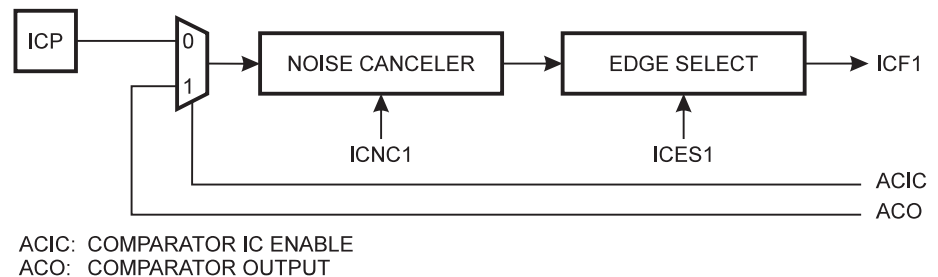 ICP
0
1
NOISE CANCELER
EDGE SELECT
ICF1
ICNC1
ICES1
ACIC
ACO
ACIC: COMPARATOR IC ENABLE
ACO: COMPARATOR OUTPUT